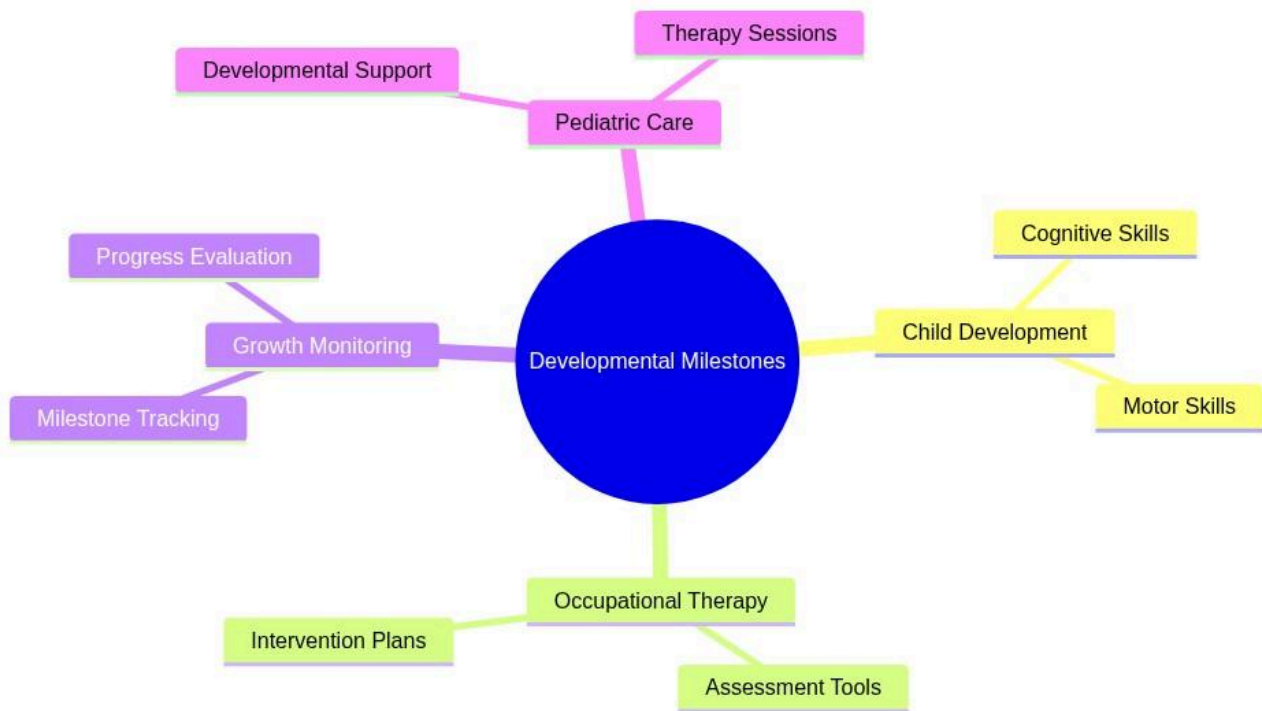 Therapy Sessions
Developmental Support
Pediatric Care
Cognitive Skills
Progress Evaluation
Child Development
Growth Monitoring
Developmental Milestones
Motor Skills
Milestone Tracking
Occupational Therapy
Intervention Plans
Assessment Tools